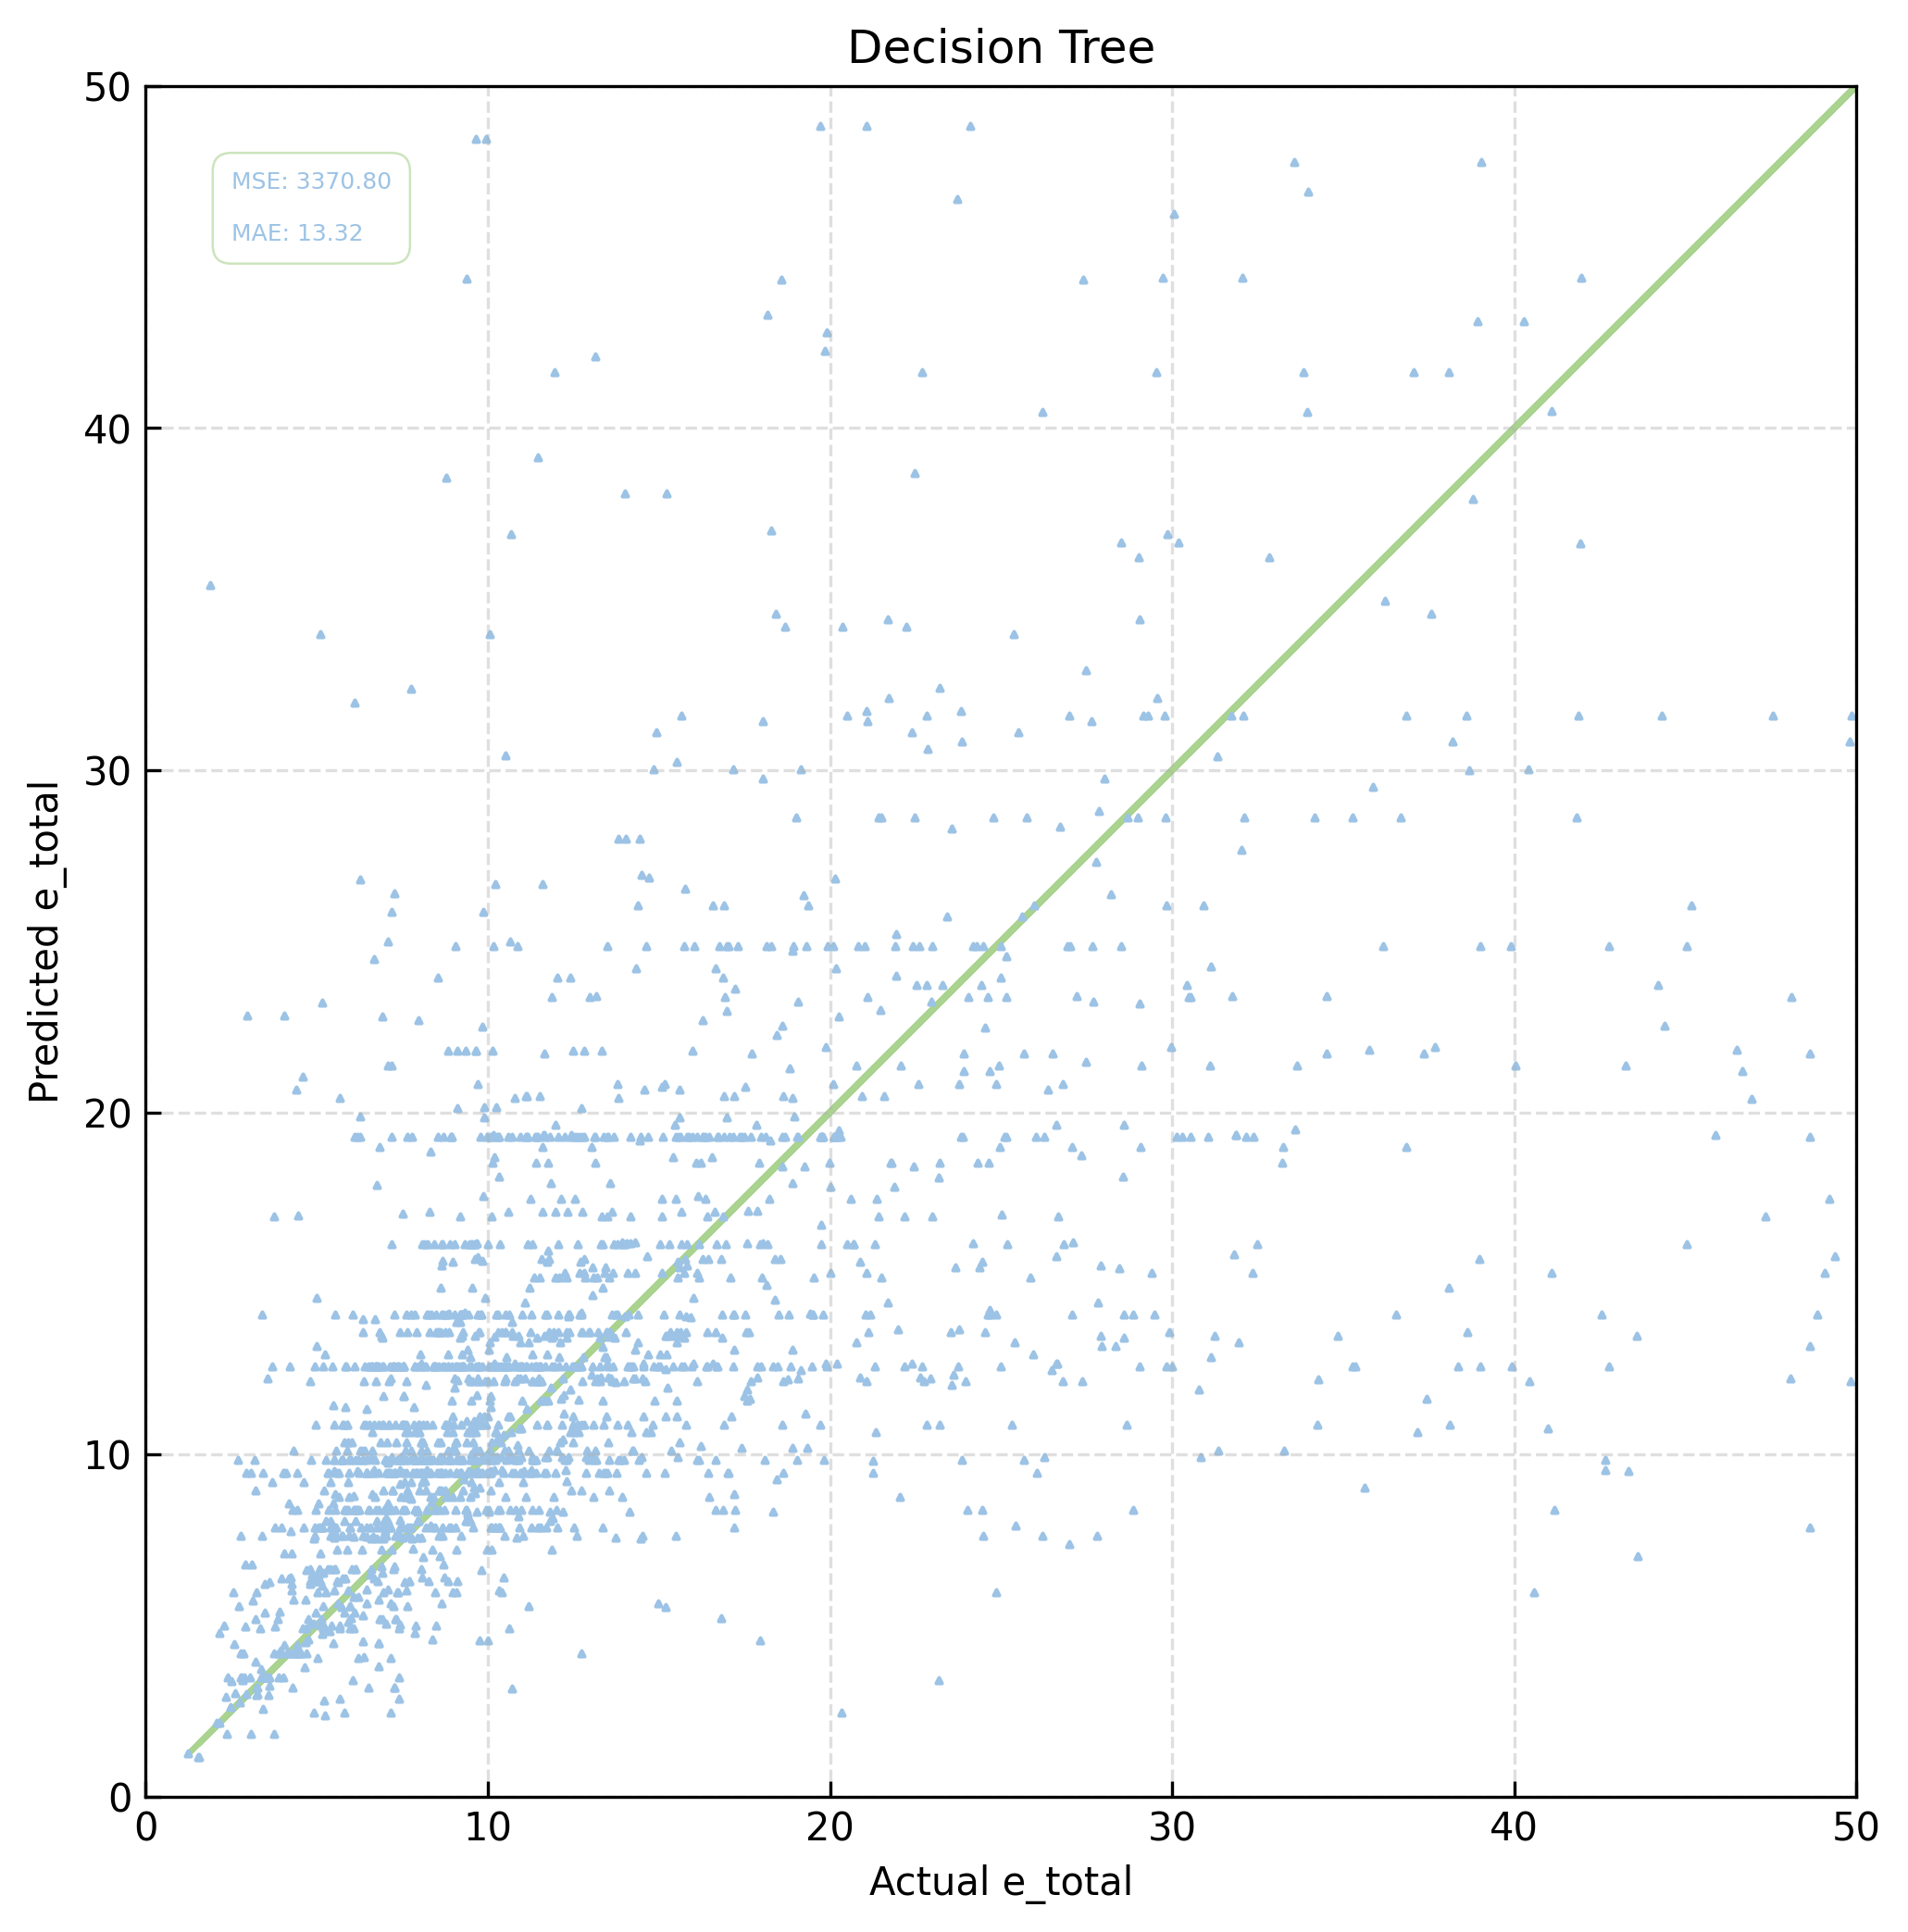 Decision Tree
50
40
30
20
10
0
MSE: 3370.80
MAE: 13.32
Predicted e_total
0 10 20 30 40 50
Actual e_total